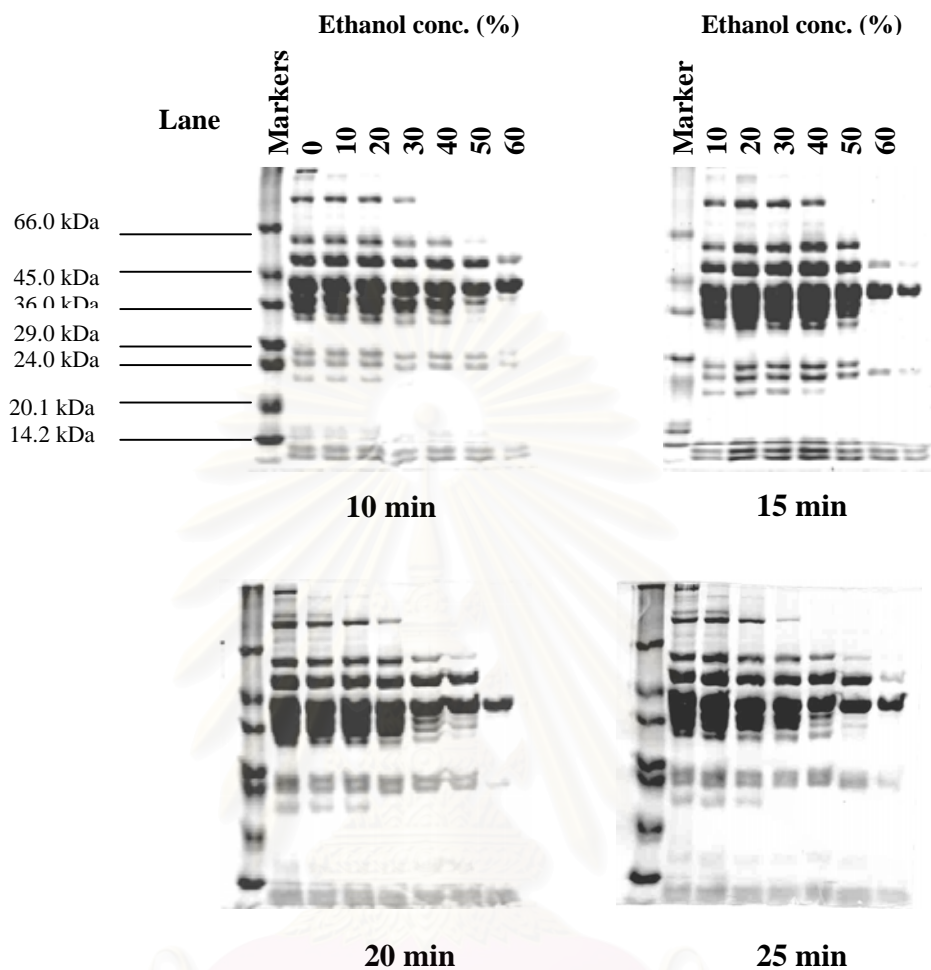 Ethanol conc. (%)
Ethanol conc. (%)
Lane
Markers
0
10
20
30
40
50
60
Marker
10
20
30
40
50
60
66.0 kDa
45.0 kDa
36.0 kDa
29.0 kDa
24.0 kDa
20.1 kDa
14.2 kDa
10 min
15 min
20 min
25 min